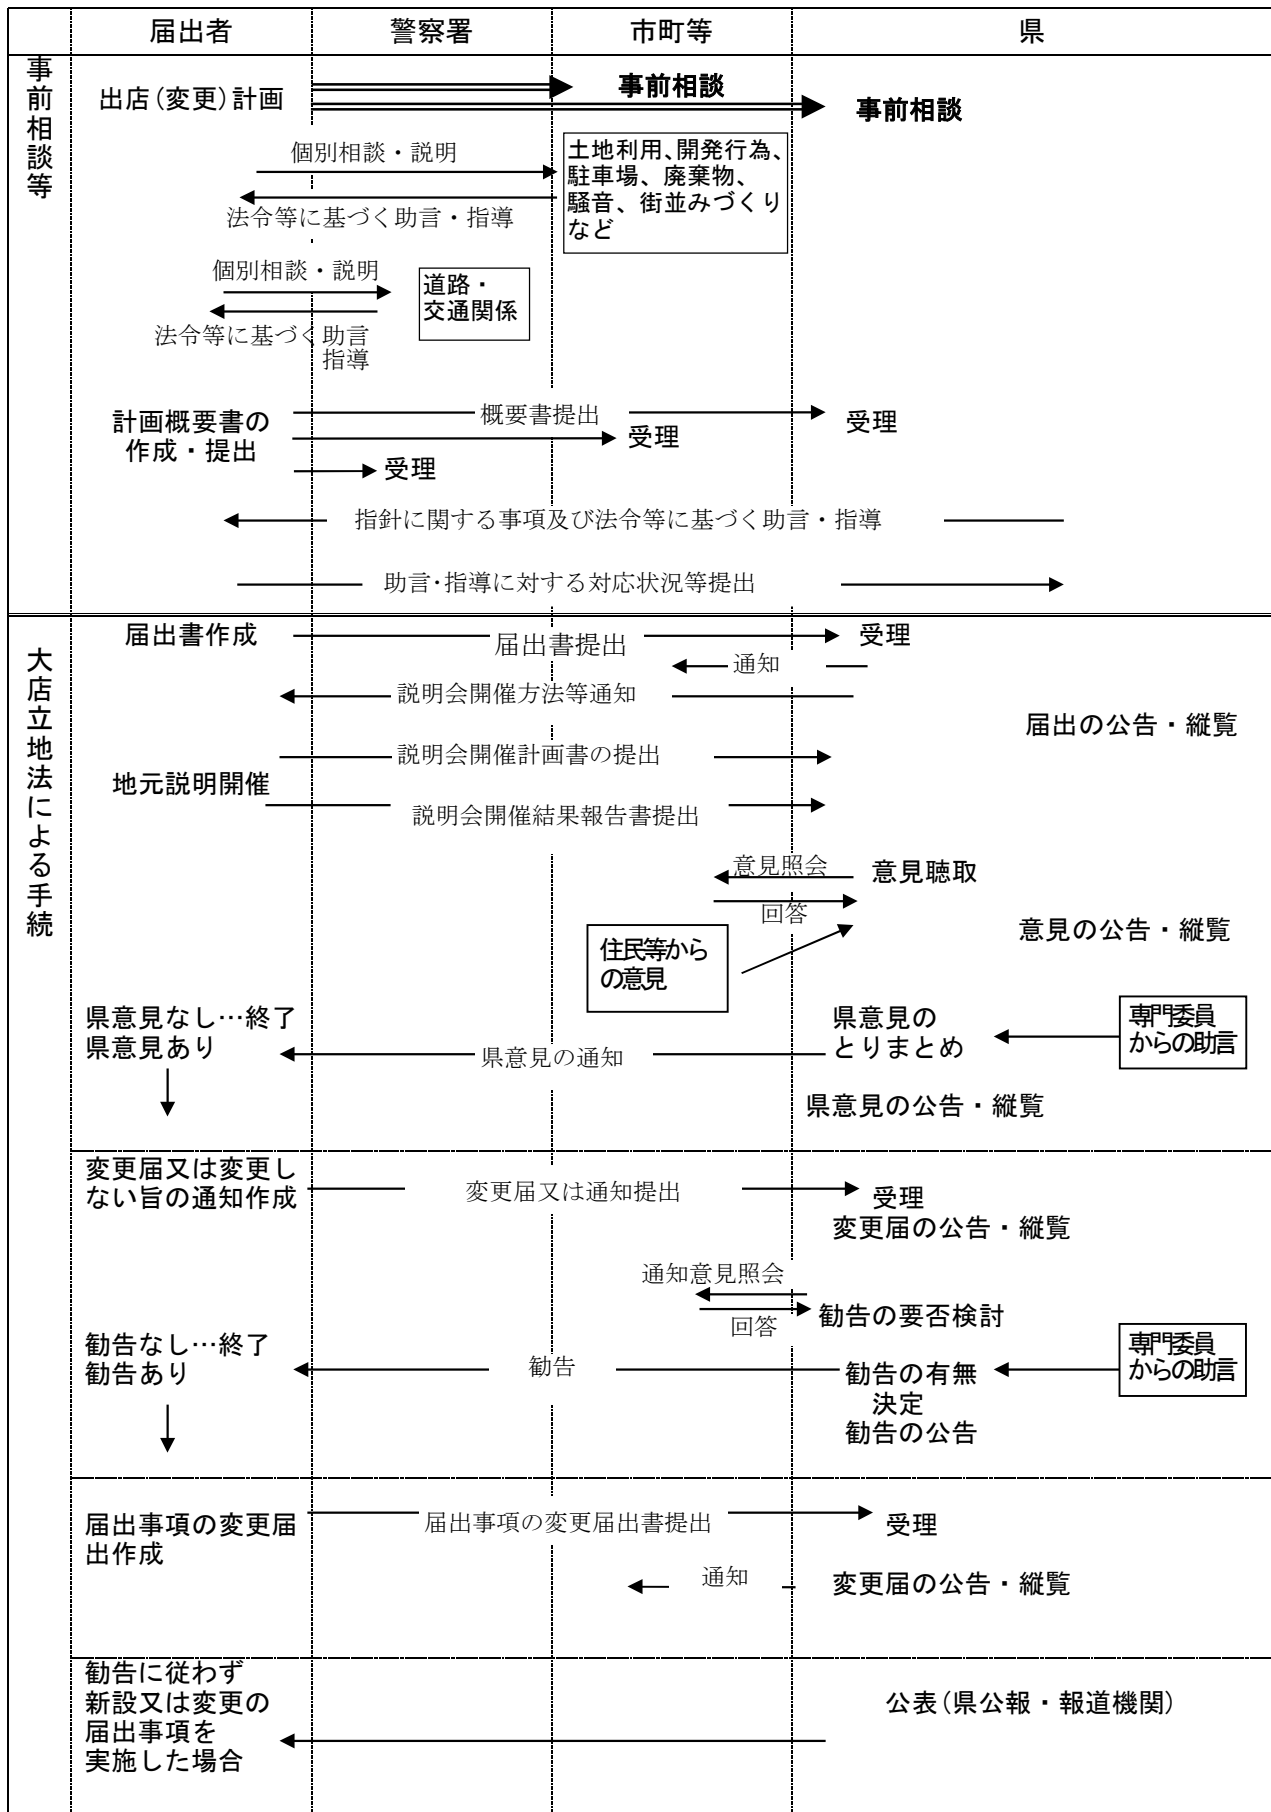 届出者
警察署
市町等
県
事前相談等
出店(変更)計画
事前相談
事前相談
個別相談・説明
法令等に基づく助言・指導
土地利用、開発行為、
駐車場、廃棄物、
騒音、街並みづくり
など
個別相談・説明
法令等に基づく助言
指導
道路・
交通関係
計画概要書の
作成・提出
概要書提出
受理
受理
受理
指針に関する事項及び法令等に基づく助言・指導
助言・指導に対する対応状況等提出
大店立地法による手続
届出書作成
届出書提出
受理
通知
説明会開催方法等通知
届出の公告・縦覧
説明会開催計画書の提出
地元説明開催
説明会開催結果報告書提出
意見照会
意見聴取
回答
意見の公告・縦覧
住民等から
の意見
県意見なし…終了
県意見あり
県意見の通知
県意見の
とりまとめ
専門委員
からの助言
県意見の公告・縦覧
変更届又は変更し
ない旨の通知作成
変更届又は通知提出
受理
変更届の公告・縦覧
通知意見照会
回答
勧告の要否検討
勧告なし…終了
勧告あり
勧告
勧告の有無
決定
勧告の公告
専門委員
からの助言
届出事項の変更届
出作成
届出事項の変更届出書提出
受理
通知
変更届の公告・縦覧
勧告に従わず
新設又は変更の
届出事項を
実施した場合
公表(県公報・報道機関)